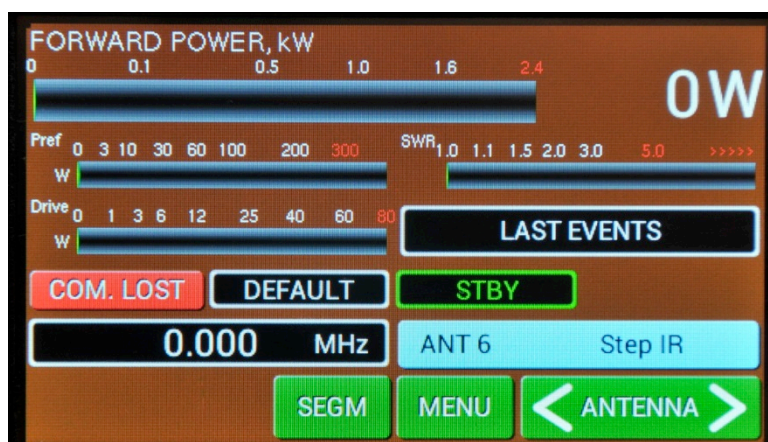 FORWARD POWER, kW
0 0.1 0.5 1.0 1.6 2.4
0 W
Pref 0 3 10 30 60 100 200 300
W
SWR 1.0 1.1 1.5 2.0 3.0 5.0 >>>>>
Drive 0 1 3 6 12 25 40 60 80
W
LAST EVENTS
COM. LOST DEFAULT STBY
0.000 MHz ANT 6 Step IR
SEGM MENU < ANTENNA >